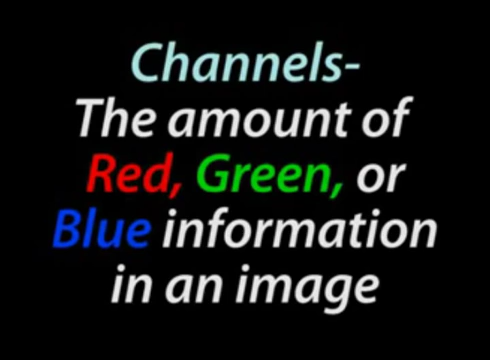 Channels-
The amount of
Red, Green, or
Blue information
in an image